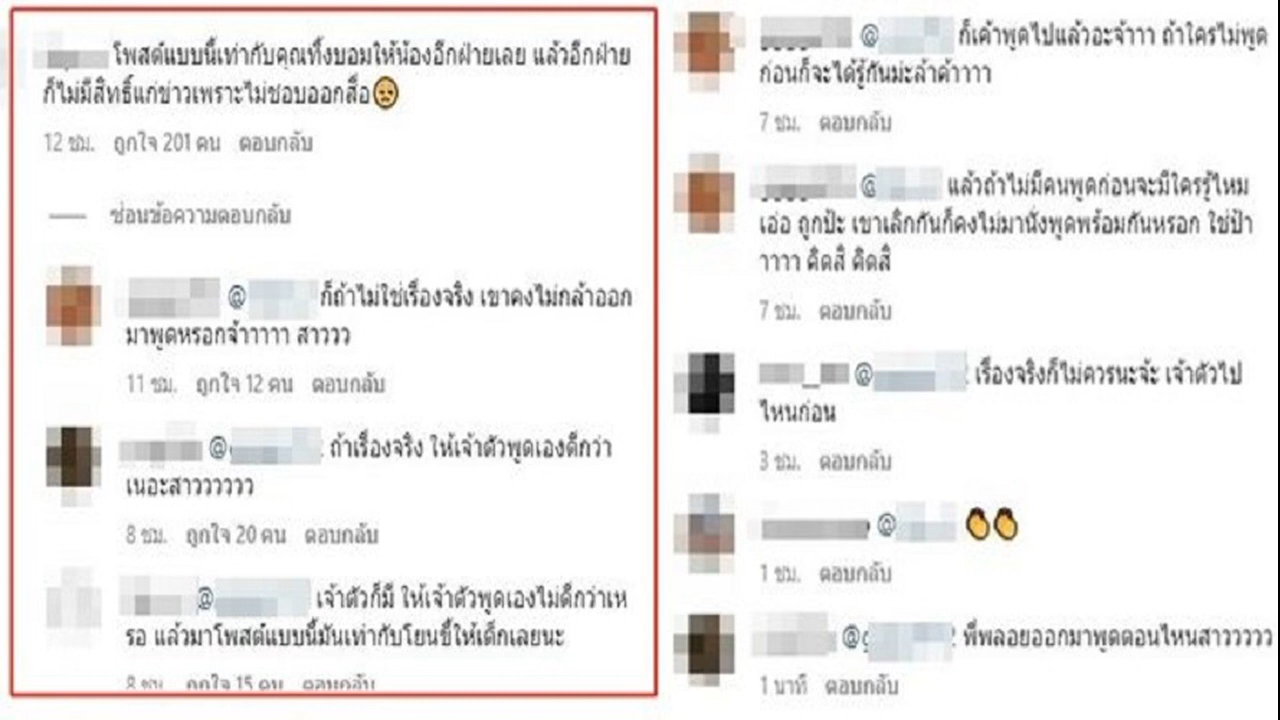 โพสต์แบบนี้เท่ากับคุณทิ้งบอมให้น้องอีกฝ่ายเลย แล้วอีกฝ่าย
ก็ไม่มีสิทธิ์แก่ข่าวเพราะไม่ชอบออกสื่อ😞
12 ชม. ถูกใจ 201 คน ตอบกลับ
ซ่อนข้อความตอบกลับ
@ ก็ถ้าไม่ใช่เรื่องจริง เขาคงไม่กล้าออก
มาพูดหรอกจ้าาาาา สาววว
11 ชม. ถูกใจ 12 คน ตอบกลับ
@ ถ้าเรื่องจริง ให้เจ้าตัวพูดเองดีกว่า
เนอะสาวววววว
8 ชม. ถูกใจ 20 คน ตอบกลับ
@ เจ้าตัวก็มี ให้เจ้าตัวพูดเองไม่ดีกว่าเห
รอ แล้วมาโพสต์แบบนี้มันเท่ากับโยนขี้ให้เด็กเลยนะ
8 ชม. ถูกใจ 15 คน ตอบกลับ
@ ก็เค้าพูดไปแล้วอะจ้าาา ถ้าใครไม่พูด
ก่อนก็จะได้รู้กันม่ะล้าค้าาาา
7 ชม. ตอบกลับ
@ แล้วถ้าไม่มีคนพูดก่อนจะมีใครรู้ไหม
เอ่อ ถูกป้ะ เขาเลิกกันก็คงไม่มานั่งพูดพร้อมกันหรอก ใช่ป้า
าาาา คิดสิ คิดสิ
7 ชม. ตอบกลับ
@ เรื่องจริงก็ไม่ควรนะจ้ะ เจ้าตัวไป
ไหนก่อน
3 ชม. ตอบกลับ
@ 👏👏
1 ชม. ตอบกลับ
@ พี่พลอยออกมาพูดตอนไหนสาววววว
1 นาที ตอบกลับ